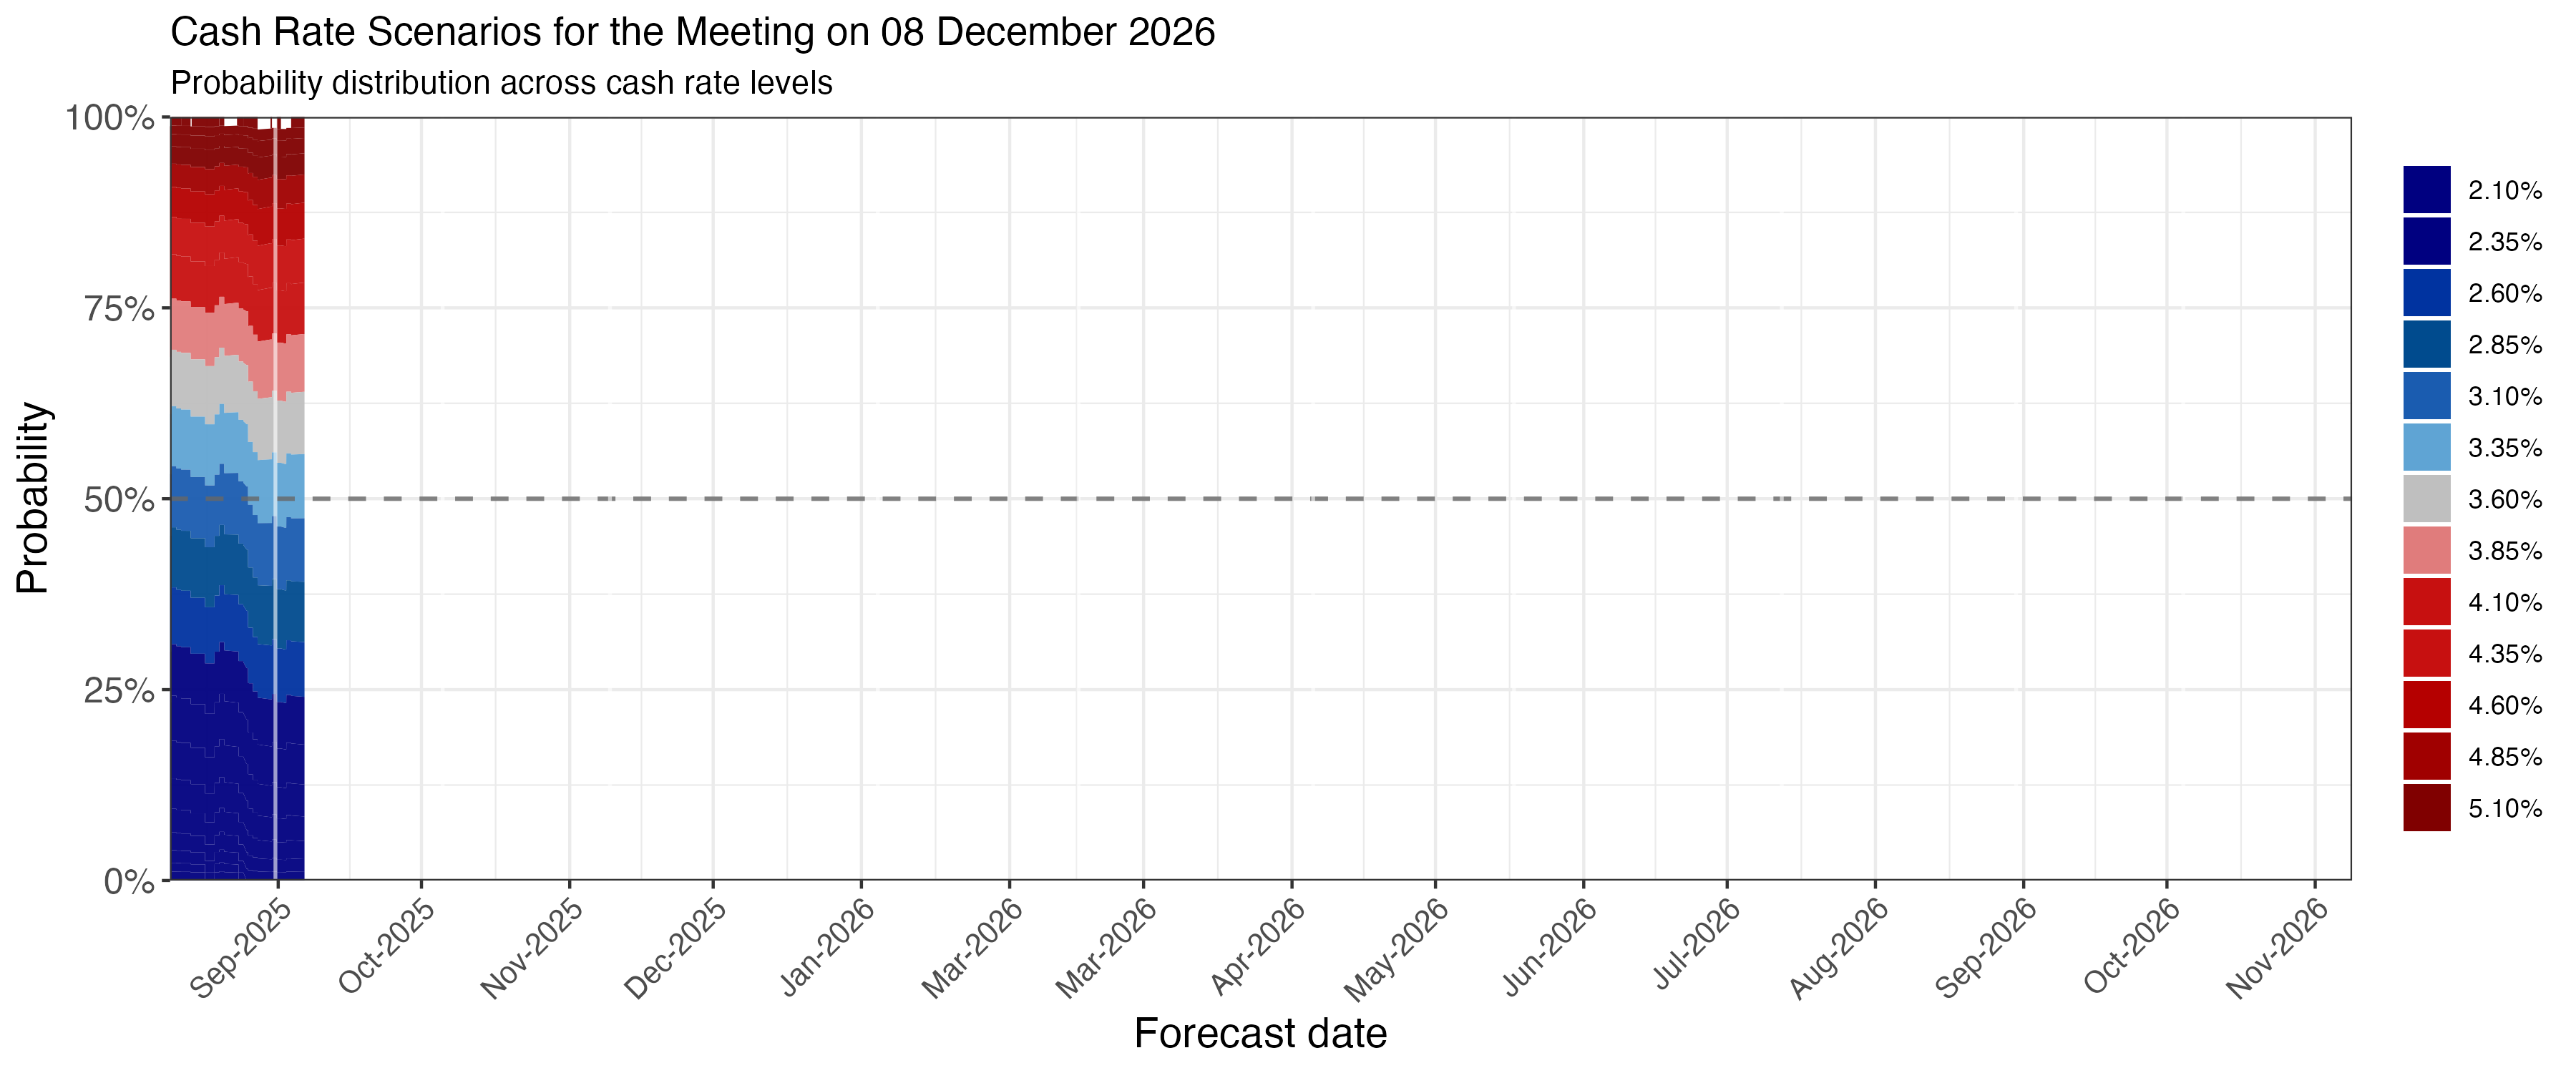 Cash Rate Scenarios for the Meeting on 08 December 2026
Probability distribution across cash rate levels
100%
75%
50%
25%
0%
Probability
Sep-2025
Oct-2025
Nov-2025
Dec-2025
Jan-2026
Mar-2026
Mar-2026
Apr-2026
May-2026
Jun-2026
Jul-2026
Aug-2026
Sep-2026
Oct-2026
Nov-2026
Forecast date
2.10%
2.35%
2.60%
2.85%
3.10%
3.35%
3.60%
3.85%
4.10%
4.35%
4.60%
4.85%
5.10%